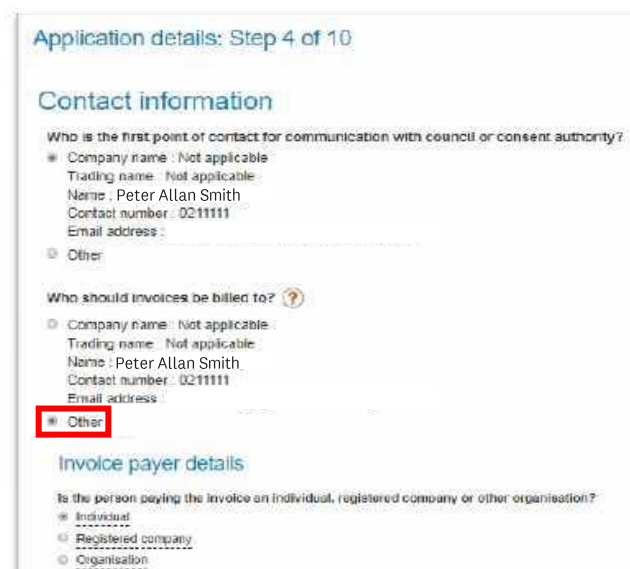 Application details: Step 4 of 10
Contact information
Who is the first point of contact for communication with council or consent authority?
Company name : Not applicable
Trading name : Not applicable
Name : Peter Allan Smith
Contact number : 0211111
Email address :
Other
Who should invoices be billed to? ?
Company name : Not applicable
Trading name : Not applicable
Name : Peter Allan Smith
Contact number : 0211111
Email address :
Other
Invoice payer details
Is the person paying the invoice an individual, registered company or other organisation?
Individual
Registered company
Organisation